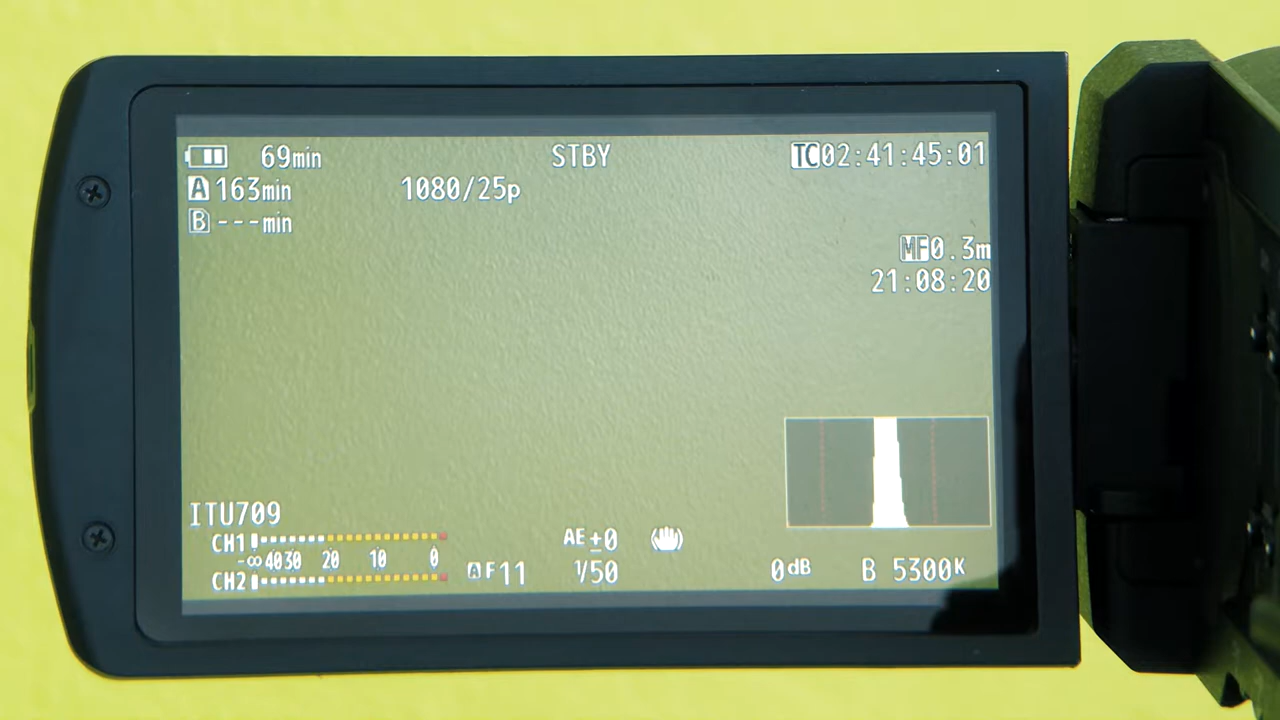 69min STBY TC02:41:45:01
A 163min 1080/25p
B ---min
MF0.3m
21:08:20
ITU709
CH1 AE ±0
-∞ 40 30 20 10 0
CH2 A F11 1/50 0dB B 5300K